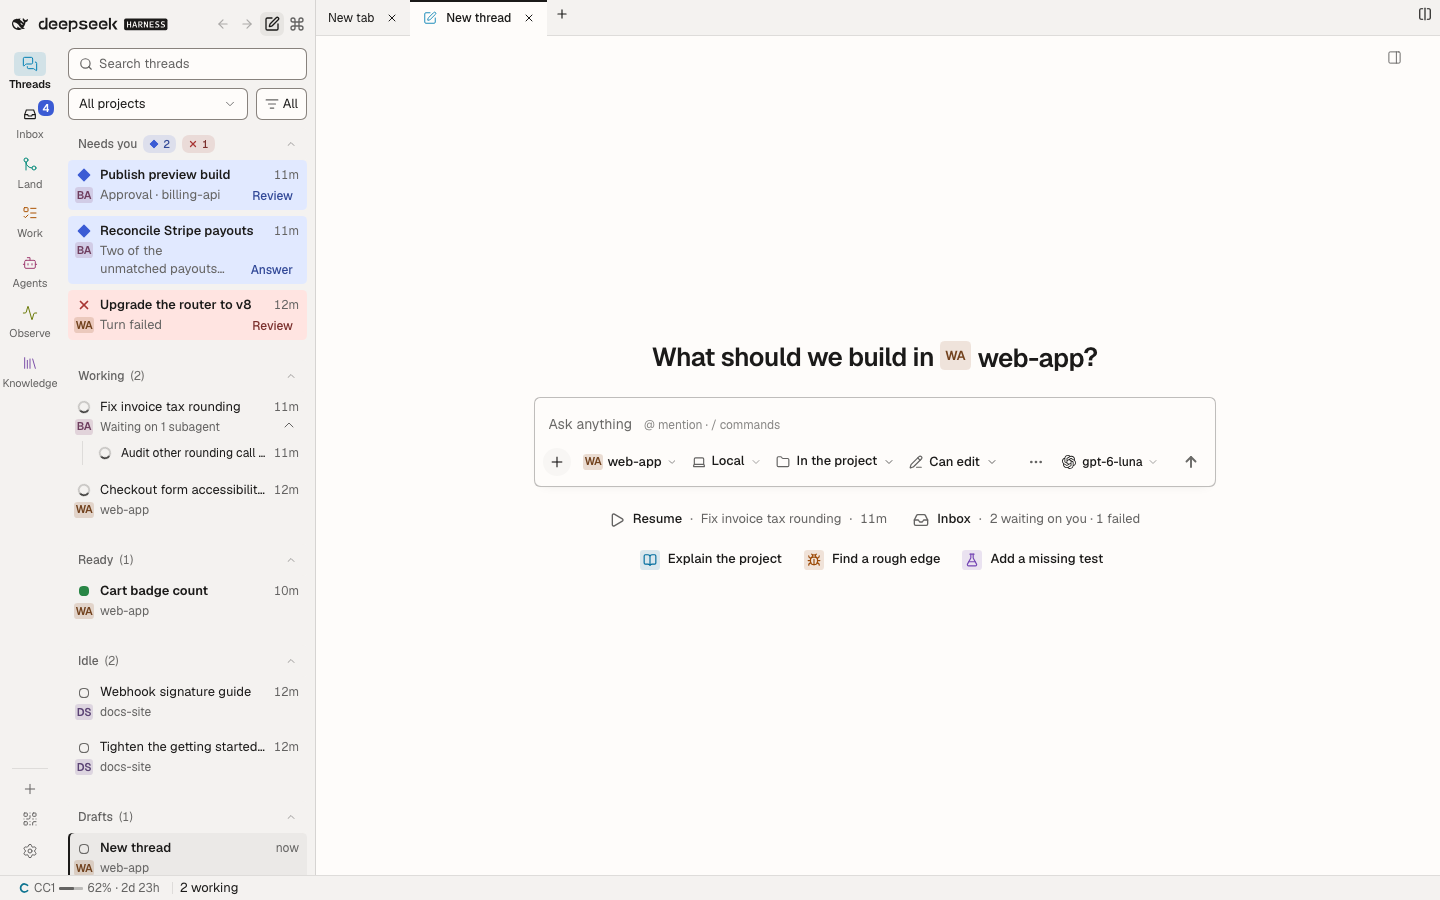 deepseek HARNESS
New tab
New thread
Search threads
Threads
All projects
All
4
Inbox
Needs you 2 1
Land
Publish preview build 11m
BA Approval · billing-api Review
Work
Reconcile Stripe payouts 11m
BA Two of the
unmatched payouts... Answer
Agents
Upgrade the router to v8 12m
WA Turn failed Review
Observe
Knowledge
Working (2)
Fix invoice tax rounding 11m
BA Waiting on 1 subagent
Audit other rounding call ... 11m
Checkout form accessibilit... 12m
WA web-app
Ready (1)
Cart badge count 10m
WA web-app
Idle (2)
Webhook signature guide 12m
DS docs-site
Tighten the getting started... 12m
DS docs-site
Drafts (1)
New thread now
WA web-app
What should we build in WA web-app?
Ask anything @ mention · / commands
WA web-app Local In the project Can edit ... gpt-6-luna
Resume · Fix invoice tax rounding · 11m Inbox · 2 waiting on you · 1 failed
Explain the project Find a rough edge Add a missing test
C CC1 62% · 2d 23h 2 working